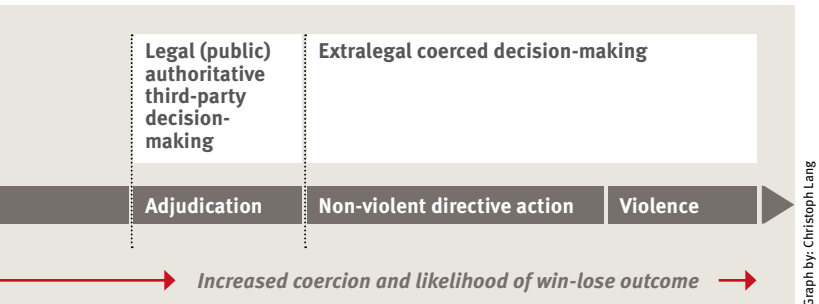 Legal (public)
authoritative
third-party
decision-
making
Extralegal coerced decision-making
Adjudication
Non-violent directive action
Violence
Increased coercion and likelihood of win-lose outcome
Graph by: Christoph Lang